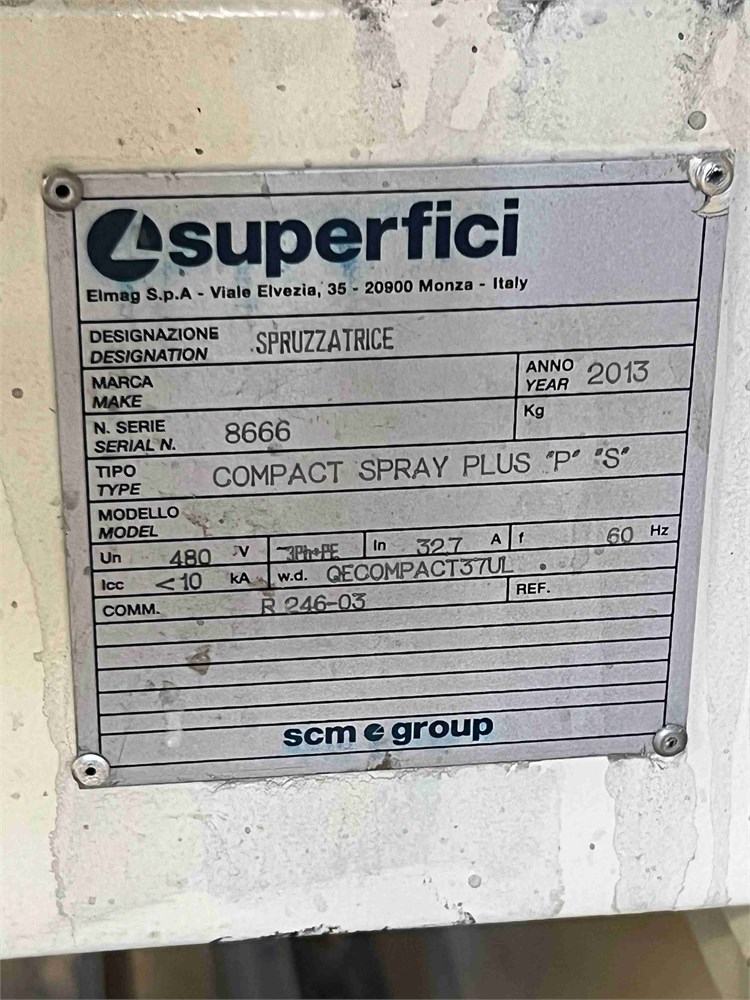 superfici
Elmag S.p.A - Viale Elvezia, 35 - 20900 Monza - Italy
DESIGNAZIONE
DESIGNATION SPRUZZATRICE
MARCA
MAKE
ANNO
YEAR 2013
N. SERIE
SERIAL N. 8666
Kg
TIPO
TYPE COMPACT SPRAY PLUS "P" "S"
MODELLO
MODEL
Un 480 V 3Ph+PE In 32.7 A f 60 Hz
Icc <10 kA w.d. QECOMPACT37UL
COMM. R 246-03 REF.
scm group